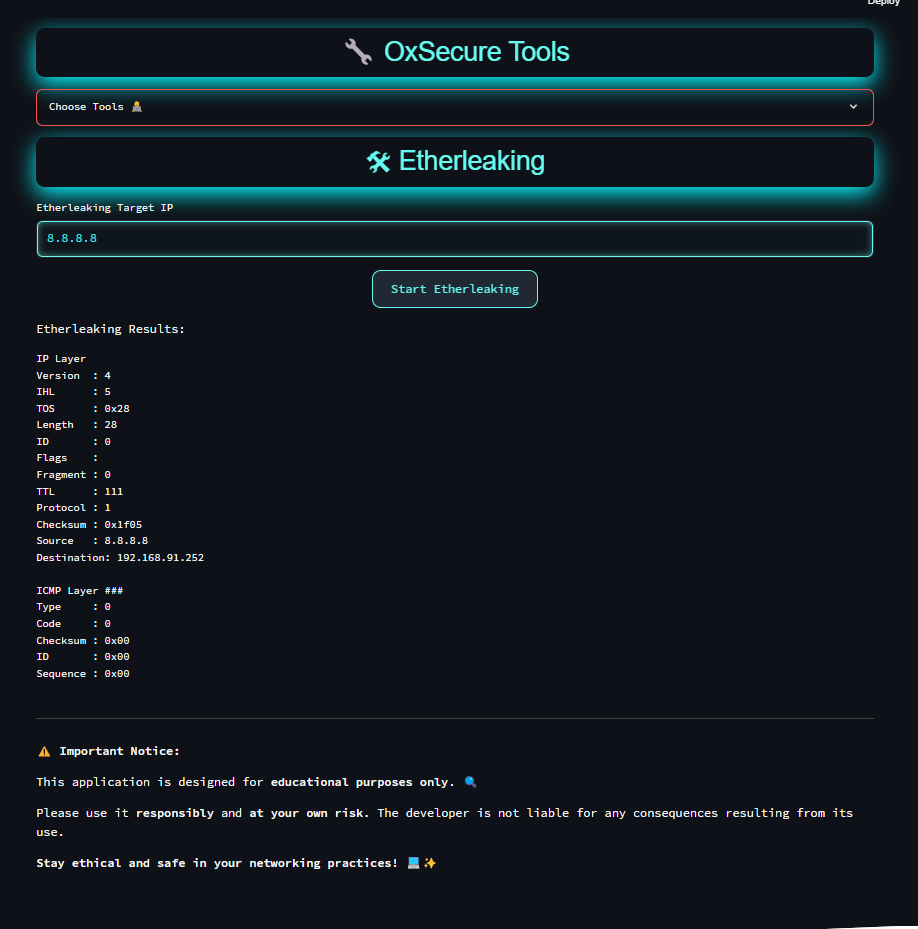 Deploy
OxSecure Tools
Choose Tools
Etherleaking
Etherleaking Target IP
8.8.8.8
Start Etherleaking
Etherleaking Results:
IP Layer
Version : 4
IHL : 5
TOS : 0x28
Length : 28
ID : 0
Flags :
Fragment : 0
TTL : 111
Protocol : 1
Checksum : 0x1f05
Source : 8.8.8.8
Destination: 192.168.91.252
ICMP Layer ###
Type : 0
Code : 0
Checksum : 0x00
ID : 0x00
Sequence : 0x00
Important Notice:
This application is designed for educational purposes only.
Please use it responsibly and at your own risk. The developer is not liable for any consequences resulting from its
use.
Stay ethical and safe in your networking practices!